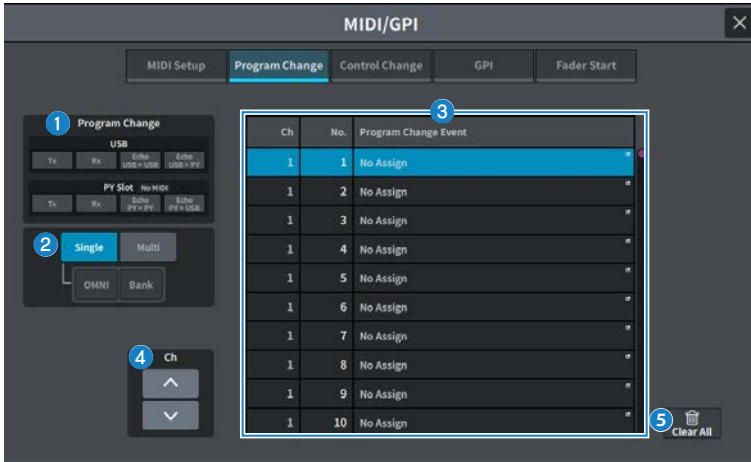 MIDI/GPI
MIDI Setup Program Change Control Change GPI Fader Start
1 Program Change
USB
Tx Rx Echo USB > USB Echo USB > PY
PY Slot No MIDI
Tx Rx Echo PY > PY Echo PY > USB
2 Single Multi
OMNI Bank
4 Ch
3
Ch No. Program Change Event
1 1 No Assign
1 2 No Assign
1 3 No Assign
1 4 No Assign
1 5 No Assign
1 6 No Assign
1 7 No Assign
1 8 No Assign
1 9 No Assign
1 10 No Assign
5 Clear All